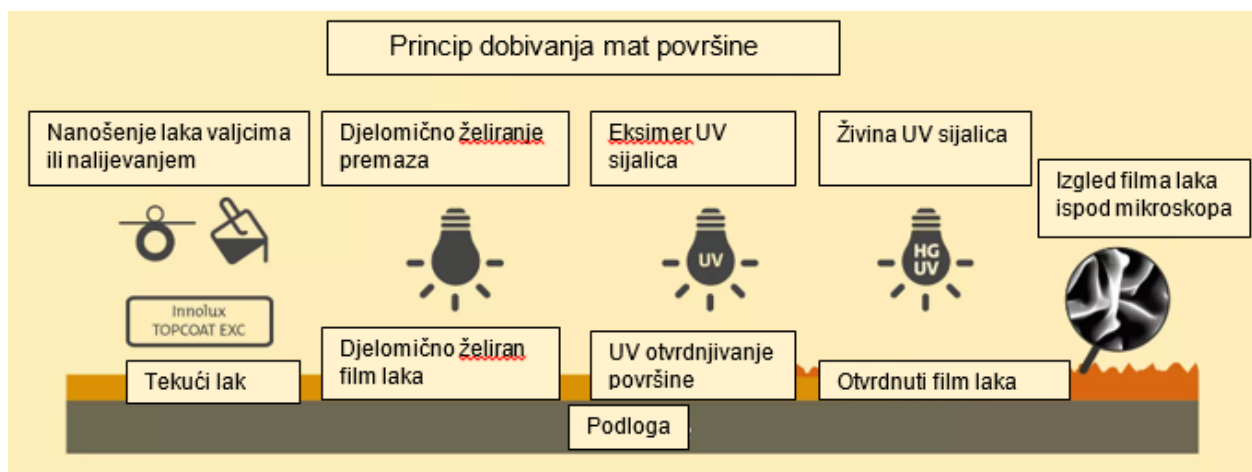 Princip dobivanja mat površine
Nanošenje laka valjcima
ili nalijevanjem
Djelomično želiranje
premaza
Eksimer UV
sijalica
Živina UV sijalica
Izgled filma laka
ispod mikroskopa
UV
HG
UV
Innolux
TOPCOAT EXC
Tekući lak
Djelomično želiran
film laka
UV otvrdnjivanje
površine
Otvrdnuti film laka
Podloga